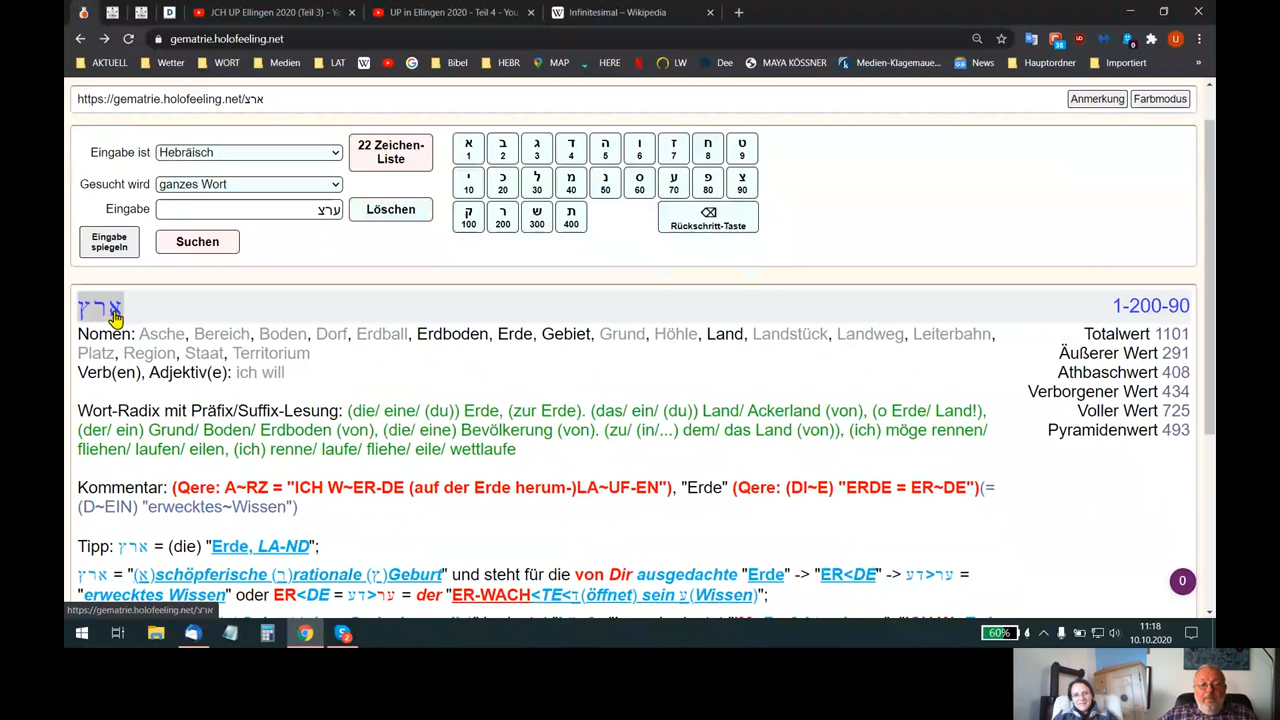 JCH UP Ellingen 2020 (Teil 3) - Yo
UP in Ellingen 2020 - Teil 4 - You
Infinitesimal – Wikipedia
gematrie.holofeeling.net
AKTUELL Wetter WORT Medien LAT Bibel HEBR MAP HERE LW Dee MAYA KÖSSNER Medien-Klagemaue... News Hauptordner Importiert
https://gematrie.holofeeling.net/ארצ
Anmerkung Farbmodus
Eingabe ist Hebräisch
22 Zeichen-Liste
Gesucht wird ganzes Wort
Eingabe ערצ
Löschen
Eingabe spiegeln
Suchen
א ב ג ד ה ו ז ח ט
1 2 3 4 5 6 7 8 9
י כ ל מ נ ס ע פ צ
10 20 30 40 50 60 70 80 90
ק ר ש ת
100 200 300 400
Rückschritt-Taste
ארץ
1-200-90
Nomen: Asche, Bereich, Boden, Dorf, Erdball, Erdboden, Erde, Gebiet, Grund, Höhle, Land, Landstück, Landweg, Leiterbahn,
Platz, Region, Staat, Territorium
Verb(en), Adjektiv(e): ich will
Totalwert 1101
Äußerer Wert 291
Athbaschwert 408
Verborgener Wert 434
Voller Wert 725
Pyramidenwert 493
Wort-Radix mit Präfix/Suffix-Lesung: (die/ eine/ (du)) Erde, (zur Erde). (das/ ein/ (du)) Land/ Ackerland (von), (o Erde/ Land!),
(der/ ein) Grund/ Boden/ Erdboden (von), (die/ eine) Bevölkerung (von). (zu/ (in/...) dem/ das Land (von)), (ich) möge rennen/
fliehen/ laufen/ eilen, (ich) renne/ laufe/ fliehe/ eile/ wettlaufe
Kommentar: (Qere: A~RZ = "ICH W~ER-DE (auf der Erde herum-)LA~UF-EN"), "Erde" (Qere: (DI~E) "ERDE = ER~DE")(=
(D~EIN) "erwecktes~Wissen")
Tipp: ארץ = (die) "Erde, LA-ND";
ארץ = "(א)schöpferische (ר)rationale (ץ)Geburt" und steht für die von Dir ausgedachte "Erde" -> "ER<DE" -> ער<דע =
"erwecktes Wissen" oder ER<DE = ער<דע = der "ER-WACH<TE<ד(öffnet) sein ע(Wissen)";
https://gematrie.holofeeling.net/ארצ
0
60%
11:18
10.10.2020